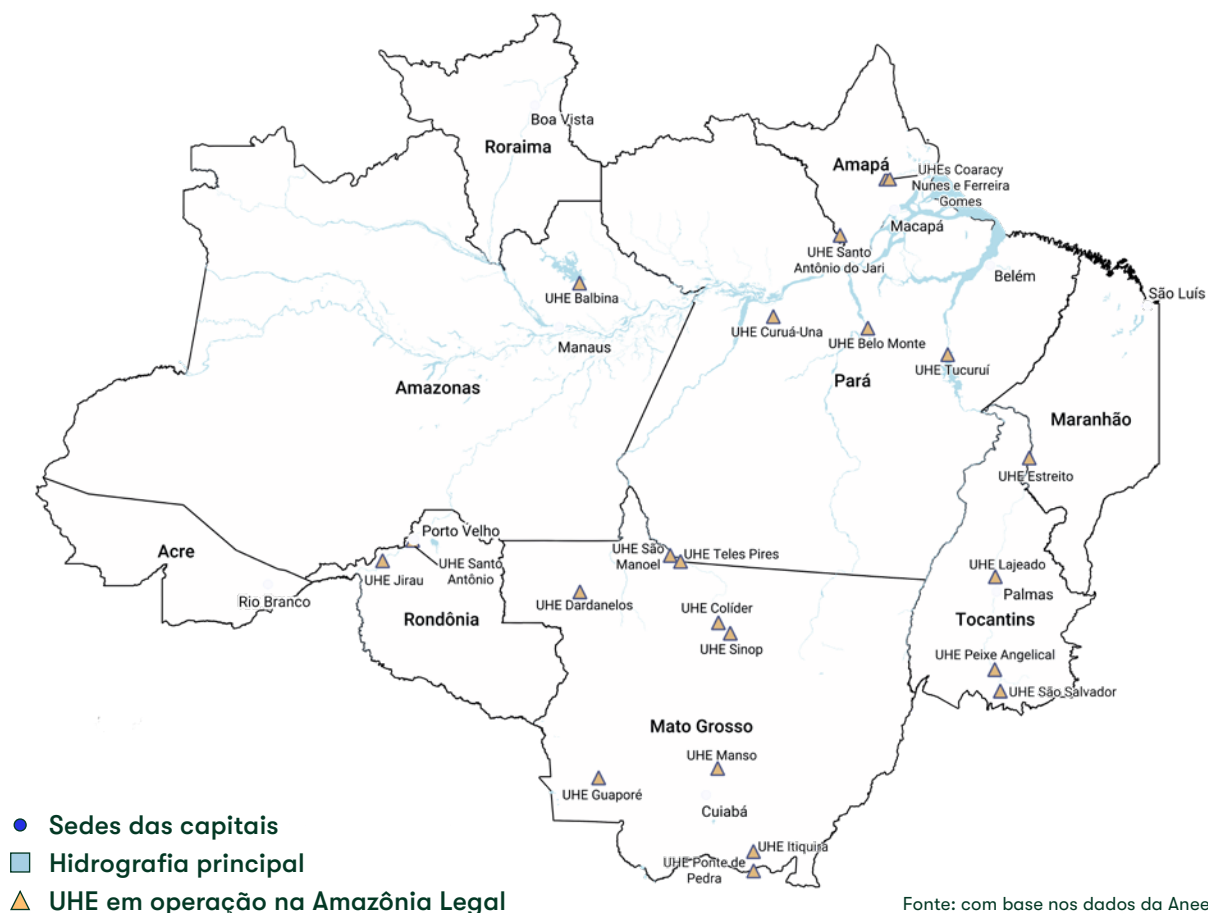 Boa Vista
Roraima
Amapá
UHEs Coaracy
Nunes e Ferreira
Gomes
Macapá
UHE Santo
Antônio do Jari
Belém
São Luís
UHE Balbina
UHE Curuá-Una
UHE Belo Monte
Manaus
UHE Tucuruí
Amazonas
Pará
Maranhão
UHE Estreito
Porto Velho
Acre
UHE São
Manoel
UHE Teles Pires
UHE Santo
Antônio
UHE Jirau
UHE Lajeado
Palmas
Rio Branco
UHE Dardanelos
UHE Colíder
Rondônia
Tocantins
UHE Sinop
UHE Peixe Angelical
UHE São Salvador
Mato Grosso
UHE Manso
UHE Guaporé
Cuiabá
UHE Itiquira
UHE Ponte de
Pedra
Sedes das capitais
Hidrografia principal
UHE em operação na Amazônia Legal
Fonte: com base nos dados da Anee